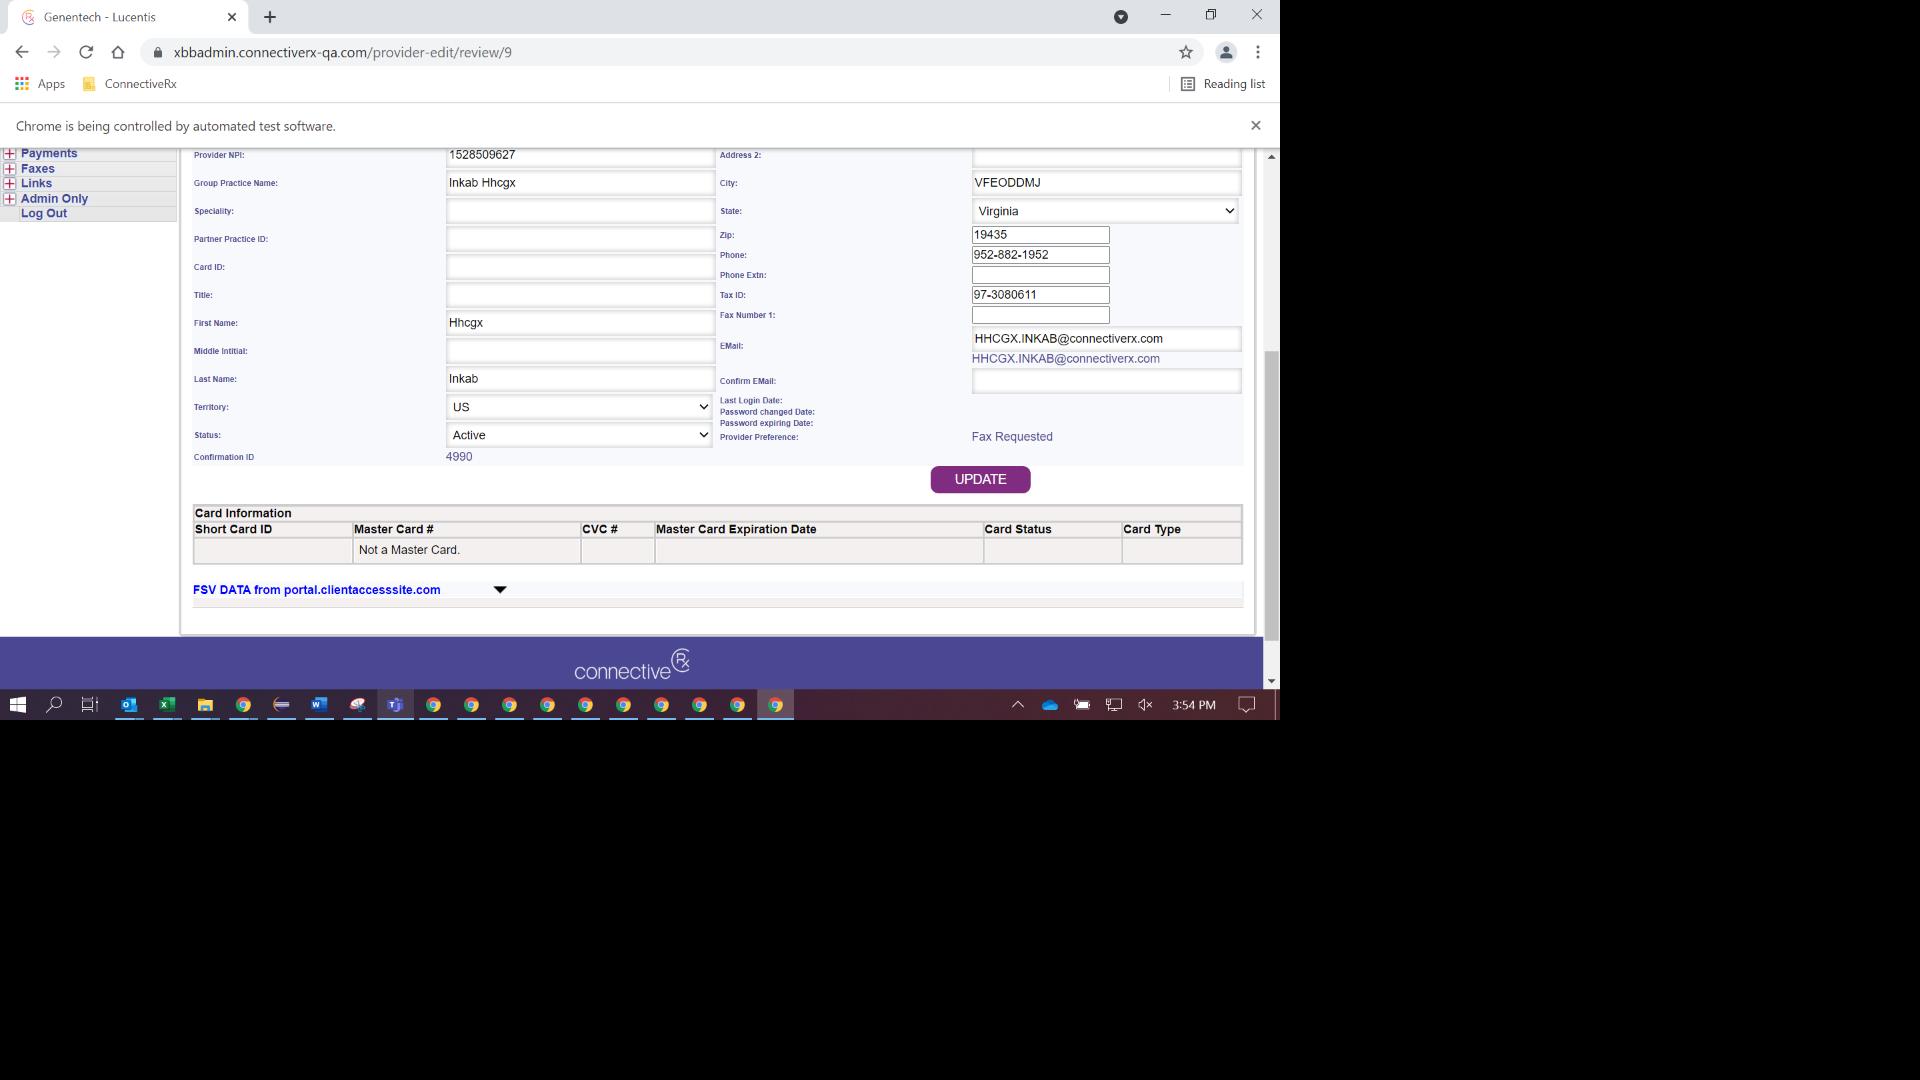 Genentech - Lucentis
xbbadmin.connectiverx-qa.com/provider-edit/review/9
Apps ConnectiveRx Reading list
Chrome is being controlled by automated test software.
Payments
Faxes
Links
Admin Only
Log Out
Provider NPI: 1528509627 Address 2:
Group Practice Name: Inkab Hhcgx City: VFEODDMJ
Speciality: State: Virginia
Partner Practice ID: Zip: 19435
Phone: 952-882-1952
Card ID: Phone Extn:
Title: Tax ID: 97-3080611
First Name: Hhcgx Fax Number 1:
Middle Intitial: EMail: HHCGX.INKAB@connectiverx.com
HHCGX.INKAB@connectiverx.com
Last Name: Inkab Confirm EMail:
Territory: US Last Login Date:
Password changed Date:
Password expiring Date:
Status: Active Provider Preference: Fax Requested
Confirmation ID 4990
UPDATE
Card Information
Short Card ID Master Card # CVC # Master Card Expiration Date Card Status Card Type
Not a Master Card.
FSV DATA from portal.clientaccesssite.com
connective Rx
3:54 PM